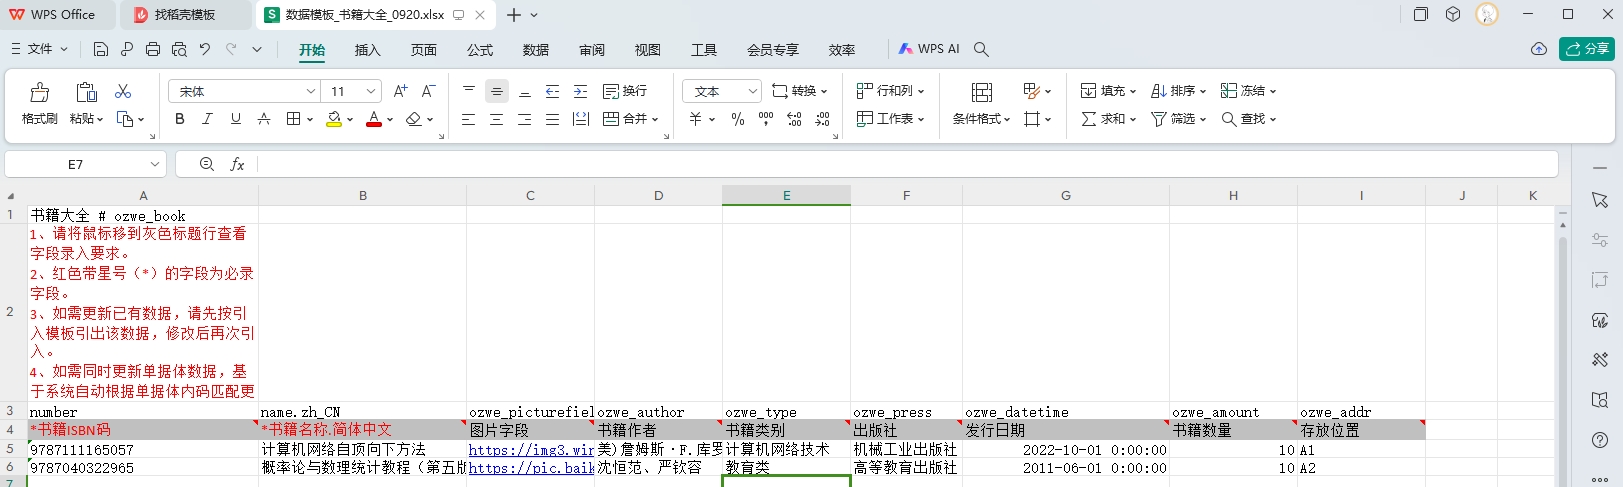 WPS Office
找稻壳模板
数据模板_书籍大全_0920.xlsx
文件
开始
插入
页面
公式
数据
审阅
视图
工具
会员专享
效率
WPS AI
分享
格式刷
粘贴
宋体
11
换行
合并
文本
转换
行和列
工作表
条件格式
填充
排序
冻结
求和
筛选
查找
E7
fx
A B C D E F G H I J K
1 书籍大全 # ozwe_book
2
1、请将鼠标移到灰色标题行查看
字段录入要求。
2、红色带星号（*）的字段为必录
字段。
3、如需更新已有数据，请先按引
入模板引出该数据，修改后再次引
入。
4、如需同时更新单据体数据，基
于系统自动根据单据体内码匹配更
3 number name.zh_CN ozwe_picturefiel ozwe_author ozwe_type ozwe_press ozwe_datetime ozwe_amount ozwe_addr
4 *书籍ISBN码 *书籍名称.简体中文 图片字段 书籍作者 书籍类别 出版社 发行日期 书籍数量 存放位置
5 9787111165057 计算机网络自顶向下方法 https://img3.wir 美)詹姆斯·F.库罗 计算机网络技术 机械工业出版社 2022-10-01 0:00:00 10 A1
6 9787040322965 概率论与数理统计教程（第五版 https://pic.baik 沈恒范、严钦容 教育类 高等教育出版社 2011-06-01 0:00:00 10 A2
7